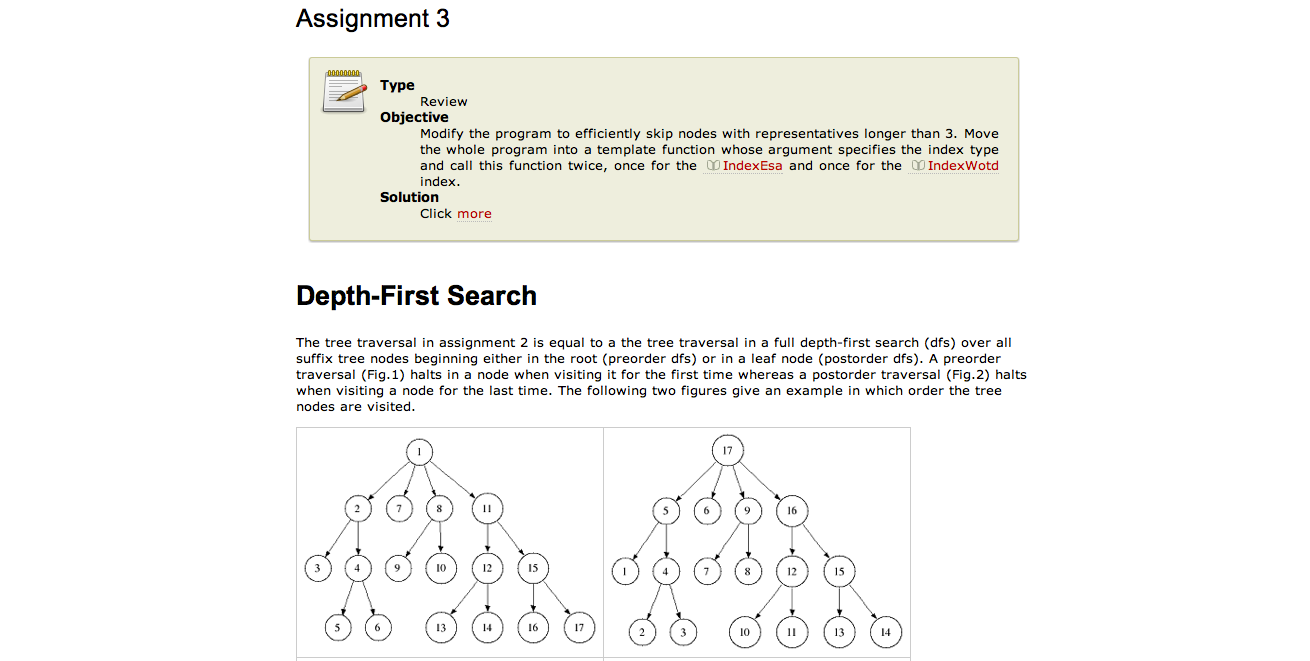 Assignment 3
Type
Review
Objective
Modify the program to efficiently skip nodes with representatives longer than 3. Move
the whole program into a template function whose argument specifies the index type
and call this function twice, once for the IndexEsa and once for the IndexWotd
index.
Solution
Click more
Depth-First Search
The tree traversal in assignment 2 is equal to a the tree traversal in a full depth-first search (dfs) over all
suffix tree nodes beginning either in the root (preorder dfs) or in a leaf node (postorder dfs). A preorder
traversal (Fig.1) halts in a node when visiting it for the first time whereas a postorder traversal (Fig.2) halts
when visiting a node for the last time. The following two figures give an example in which order the tree
nodes are visited.
1
2 7 8 11
3 4 9 10 12 15
5 6 13 14 16 17
17
5 6 9 16
1 4 7 8 12 15
2 3 10 11 13 14